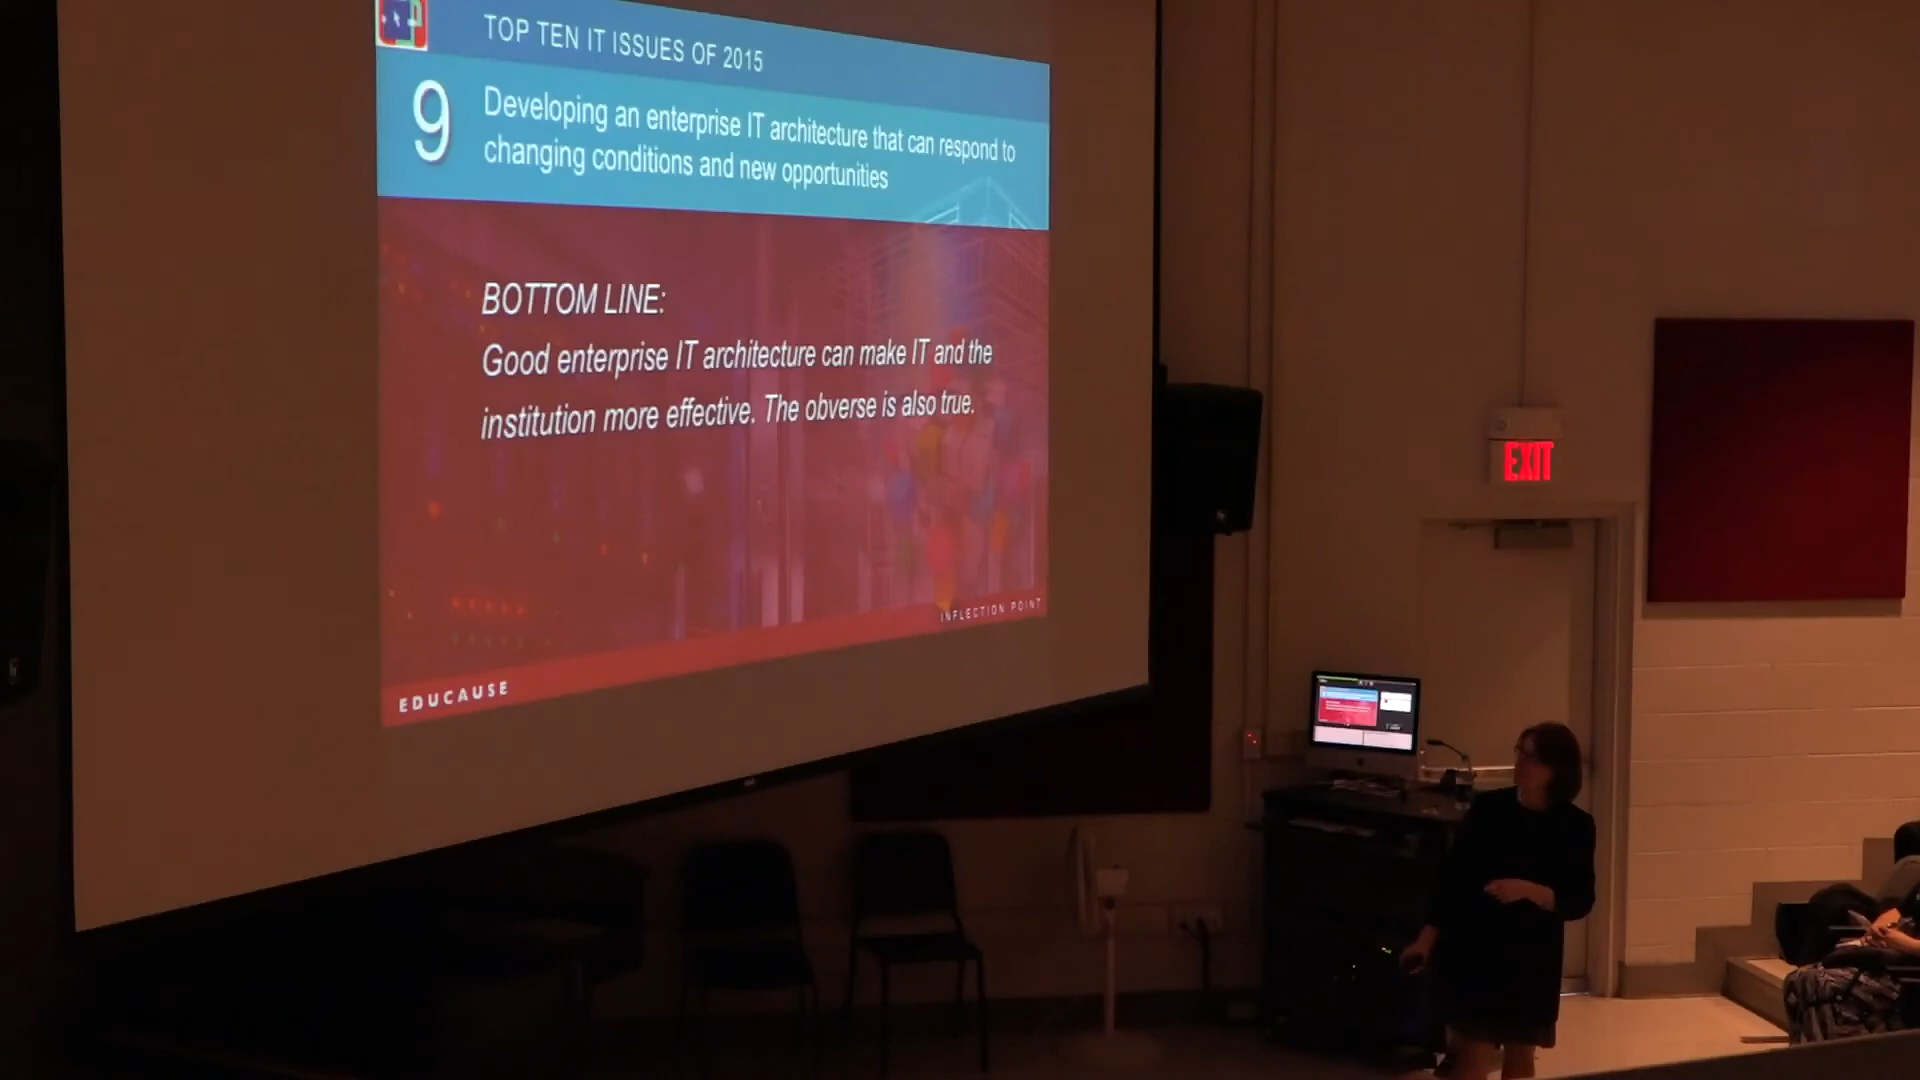 TOP TEN IT ISSUES OF 2015
9
Developing an enterprise IT architecture that can respond to
changing conditions and new opportunities
BOTTOM LINE:
Good enterprise IT architecture can make IT and the
institution more effective. The obverse is also true.
INFLECTION POINT
EDUCAUSE
EXIT